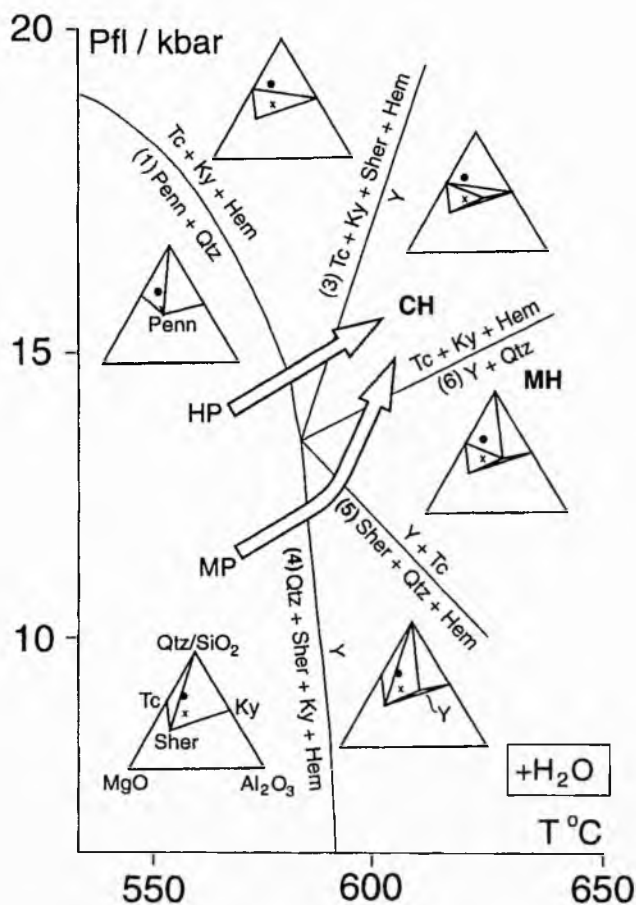 20
Pfl / kbar
Tc + Ky + Hem
(1) Penn + Qtz
(3) Tc + Ky + Sher + Hem
Y
Penn
15
CH
Tc + Ky + Hem
(6) Y + Qtz
MH
HP
MP
(4) Qtz + Sher + Ky + Hem
Y
Y + Tc
(5) Sher + Qtz + Hem
10
Qtz/SiO₂
Tc
Ky
Sher
MgO
Al₂O₃
Y
+H₂O
T °C
550
600
650